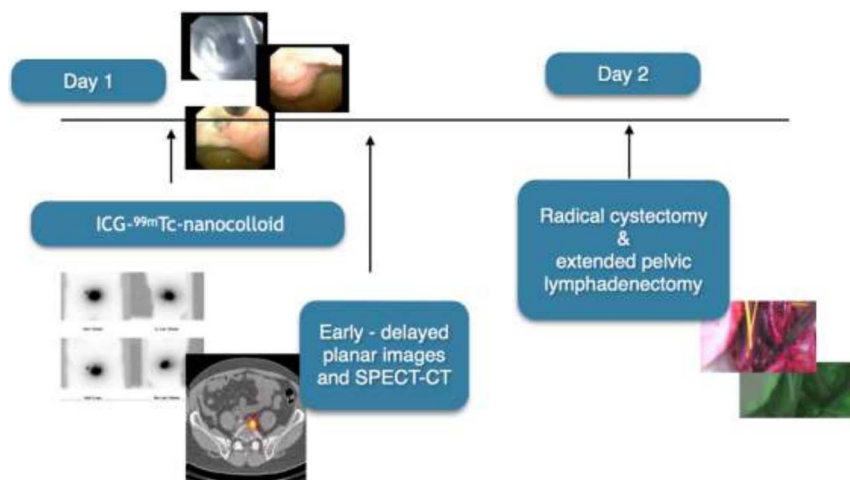 Day 1
Day 2
ICG-⁹⁹ᵐTc-nanocolloid
Radical cystectomy
&
extended pelvic
lymphadenectomy
Early - delayed
planar images
and SPECT-CT